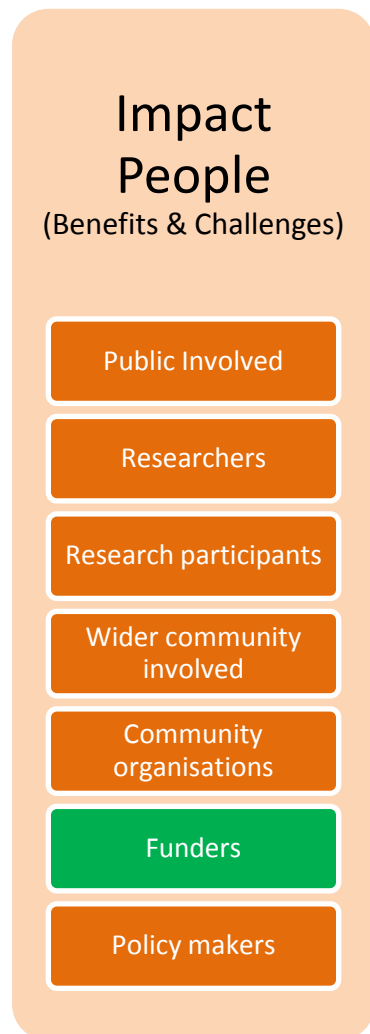 Impact
People
(Benefits & Challenges)
Public Involved
Researchers
Research participants
Wider community
involved
Community
organisations
Funders
Policy makers